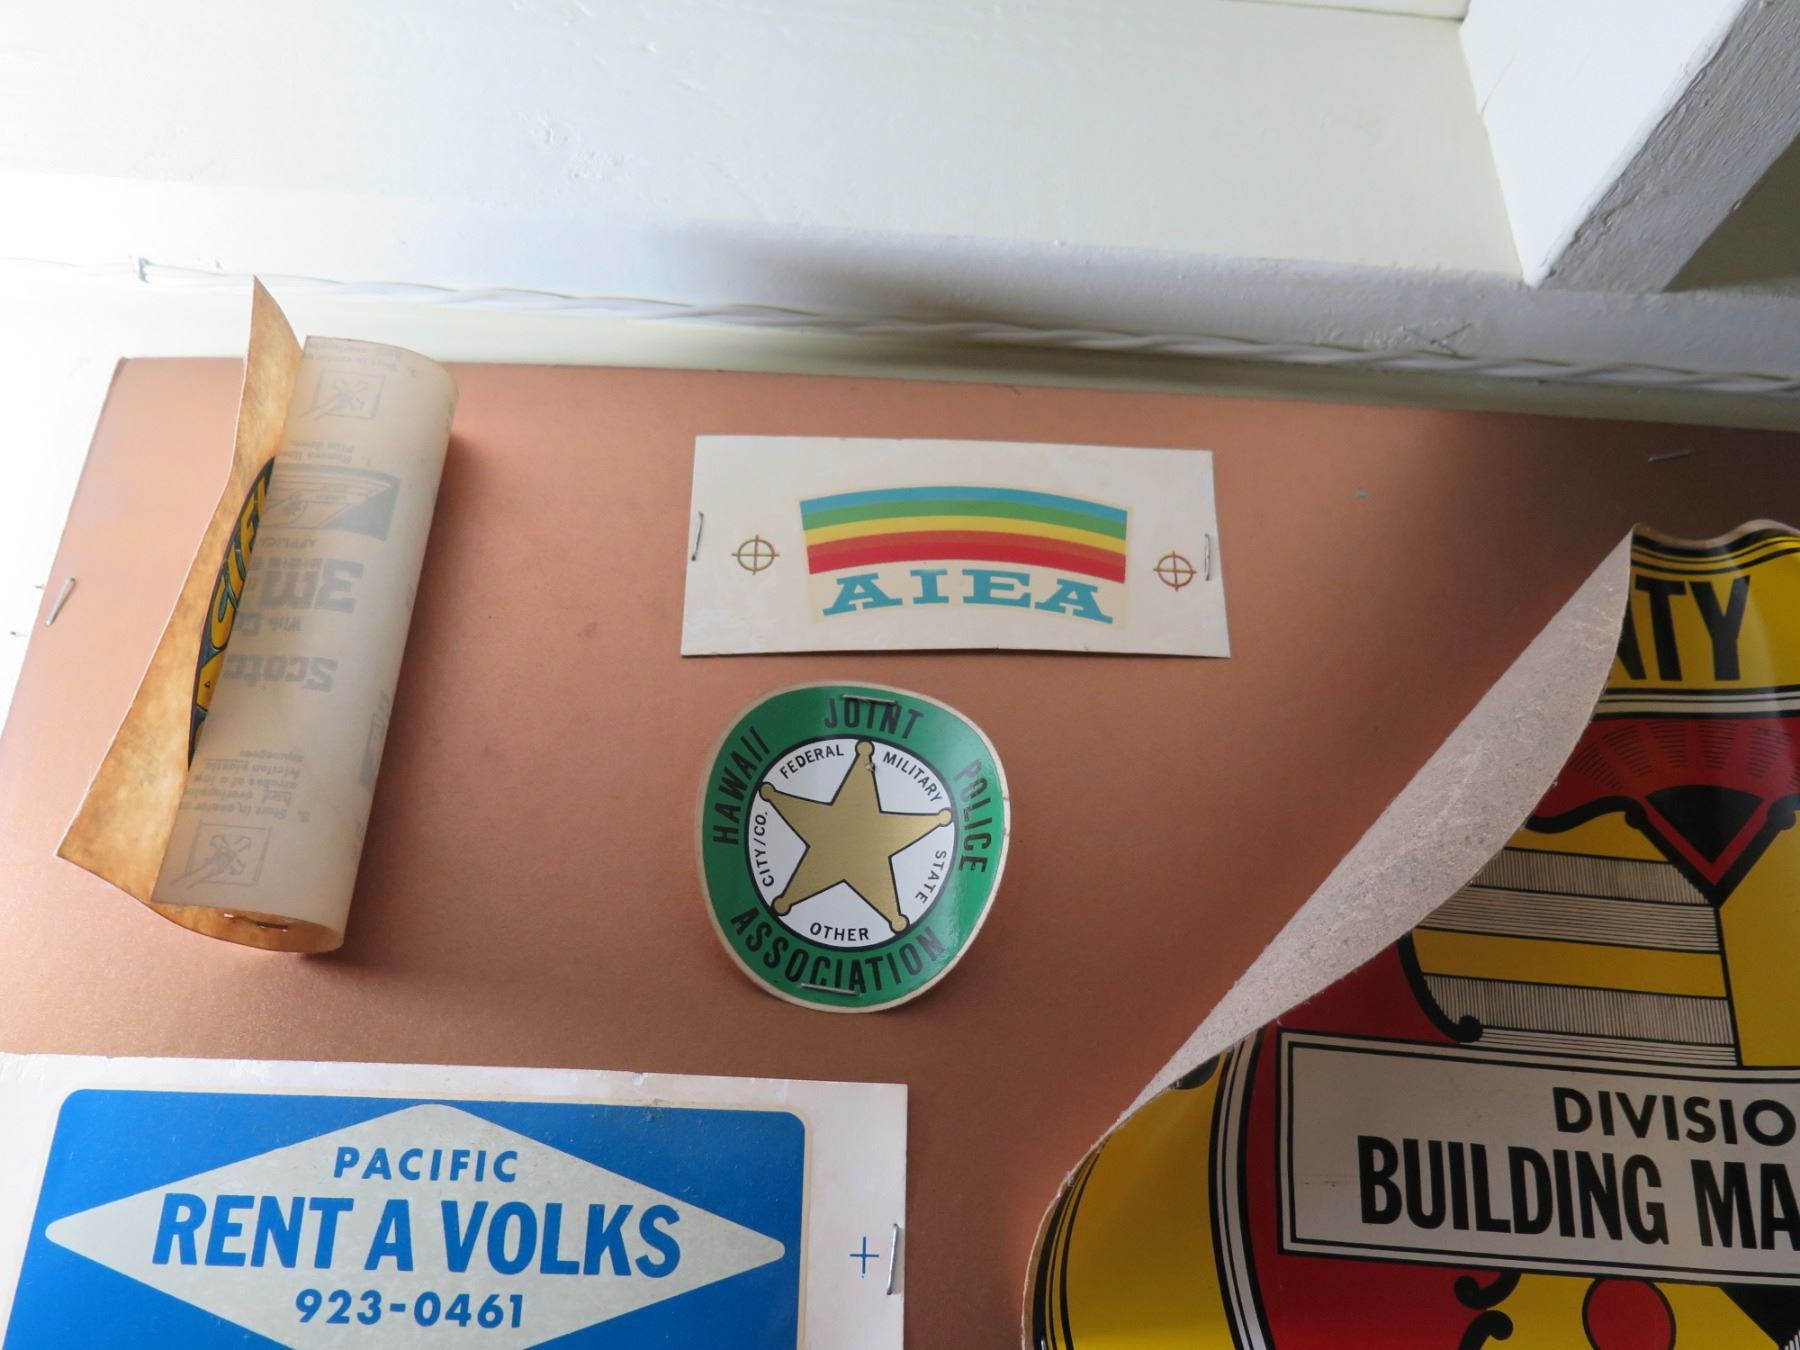 AIEA
HAWAII JOINT POLICE
ASSOCIATION
FEDERAL
MILITARY
CITY/CO.
STATE
OTHER
3m
PACIFIC
RENT A VOLKS
923-0461
NTY
DIVISIO
BUILDING MA